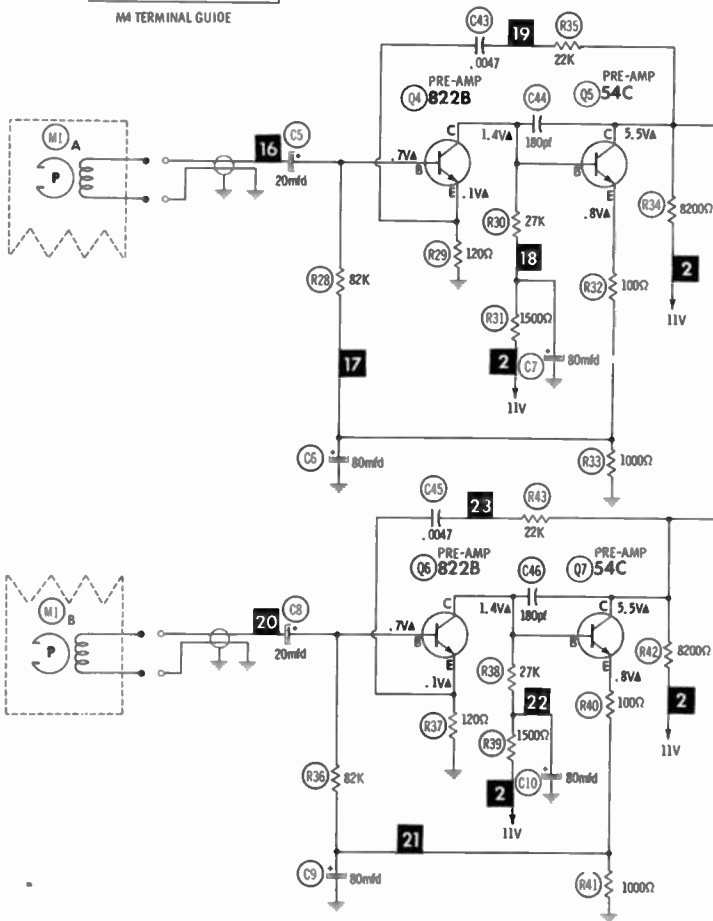 M4 TERMINAL GUIDE
C43
19
R35
.0047
22K
PRE-AMP
Q4 822B
C44
PRE-AMP
Q5 54C
M1 A
P
16
C5
20mfd
C
1.4V▲
180pf
C
5.5V▲
.7V▲
B
E
.1V▲
B
E
.8V▲
R30
27K
R34
8200Ω
R29
120Ω
18
2
R28
82K
R32
100Ω
11V
R31
1500Ω
17
2
C7
+
80mfd
11V
C6
+
80mfd
R33
1000Ω
C45
23
R43
.0047
22K
PRE-AMP
Q6 822B
C46
PRE-AMP
Q7 54C
M1 B
P
20
C8
+
20mfd
C
1.4V▲
180pf
C
5.5V▲
.7V▲
B
E
.1V▲
B
E
.8V▲
R38
27K
R42
8200Ω
R37
120Ω
22
R40
100Ω
2
R39
1500Ω
11V
R36
82K
2
C10
+
80mfd
11V
21
C9
+
80mfd
R41
1000Ω